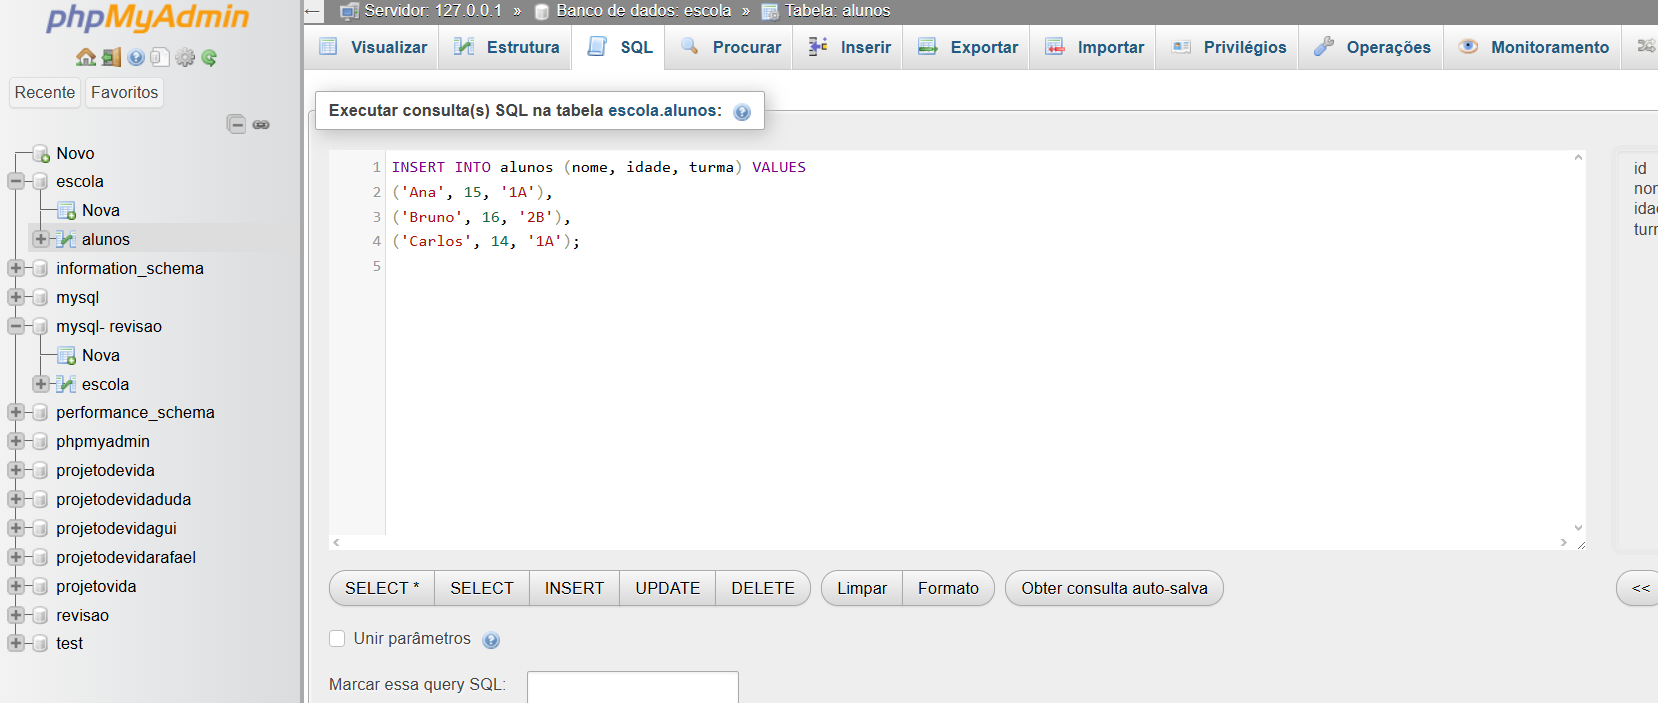 phpMyAdmin
Recente Favoritos
Novo
escola
Nova
alunos
information_schema
mysql
mysql- revisao
Nova
escola
performance_schema
phpmyadmin
projetodevida
projetodevidaduda
projetodevidagui
projetodevidarafael
projetovida
revisao
test
← Servidor: 127.0.0.1 » Banco de dados: escola » Tabela: alunos
Visualizar Estrutura SQL Procurar Inserir Exportar Importar Privilégios Operações Monitoramento
Executar consulta(s) SQL na tabela escola.alunos:
1 INSERT INTO alunos (nome, idade, turma) VALUES
2 ('Ana', 15, '1A'),
3 ('Bruno', 16, '2B'),
4 ('Carlos', 14, '1A');
5
id
SELECT * SELECT INSERT UPDATE DELETE Limpar Formato Obter consulta auto-salva <<
Unir parâmetros
Marcar essa query SQL: